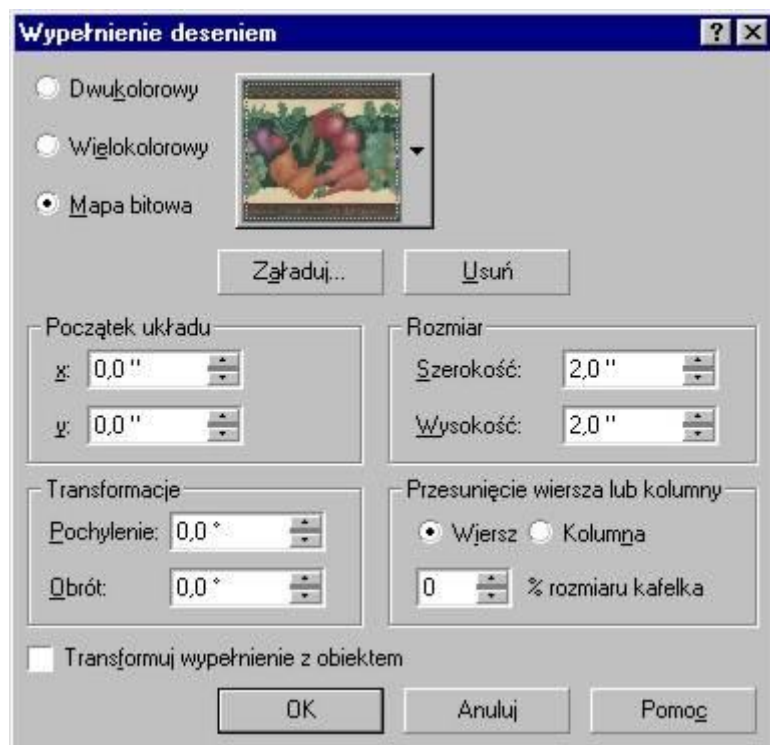 Wypełnienie deseniem
Dwukolorowy
Wielokolorowy
Mapa bitowa
Załaduj... Usuń
Początek układu Rozmiar
x: 0,0 " Szerokość: 2,0 "
y: 0,0 " Wysokość: 2,0 "
Transformacje Przesunięcie wiersza lub kolumny
Pochylenie: 0,0 ° Wiersz Kolumna
Obrót: 0,0 ° 0 % rozmiaru kafelka
Transformuj wypełnienie z obiektem
OK Anuluj Pomoc